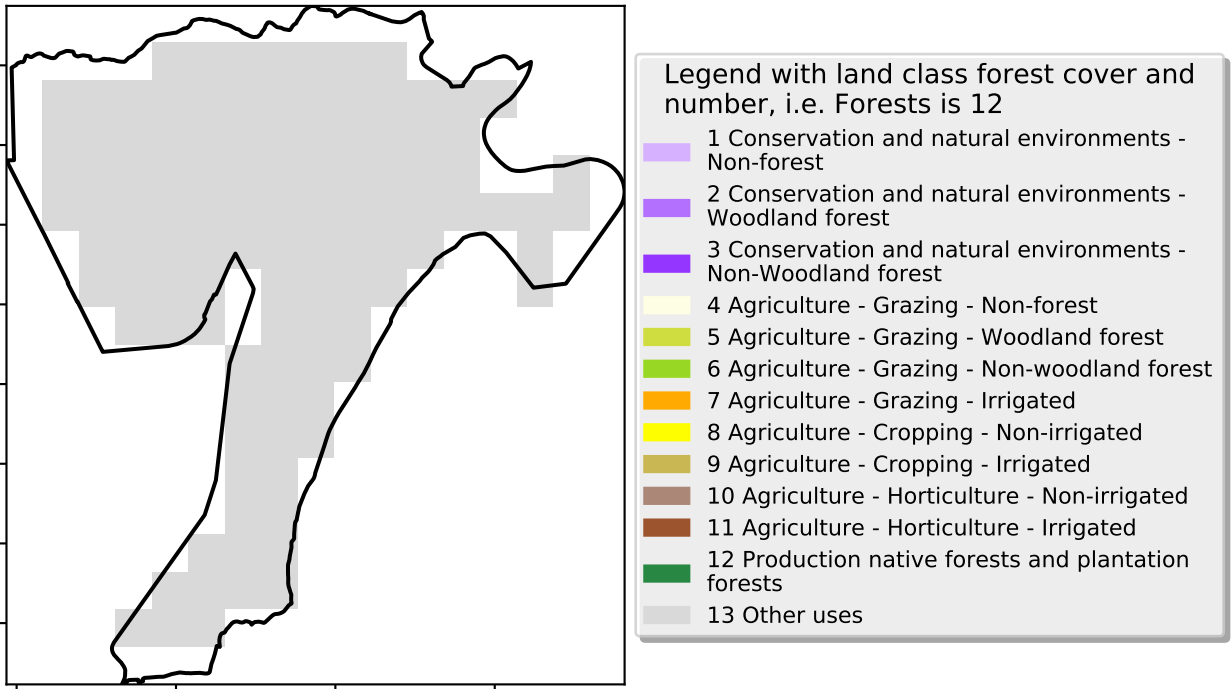 Legend with land class forest cover and
number, i.e. Forests is 12
1 Conservation and natural environments -
Non-forest
2 Conservation and natural environments -
Woodland forest
3 Conservation and natural environments -
Non-Woodland forest
4 Agriculture - Grazing - Non-forest
5 Agriculture - Grazing - Woodland forest
6 Agriculture - Grazing - Non-woodland forest
7 Agriculture - Grazing - Irrigated
8 Agriculture - Cropping - Non-irrigated
9 Agriculture - Cropping - Irrigated
10 Agriculture - Horticulture - Non-irrigated
11 Agriculture - Horticulture - Irrigated
12 Production native forests and plantation
forests
13 Other uses